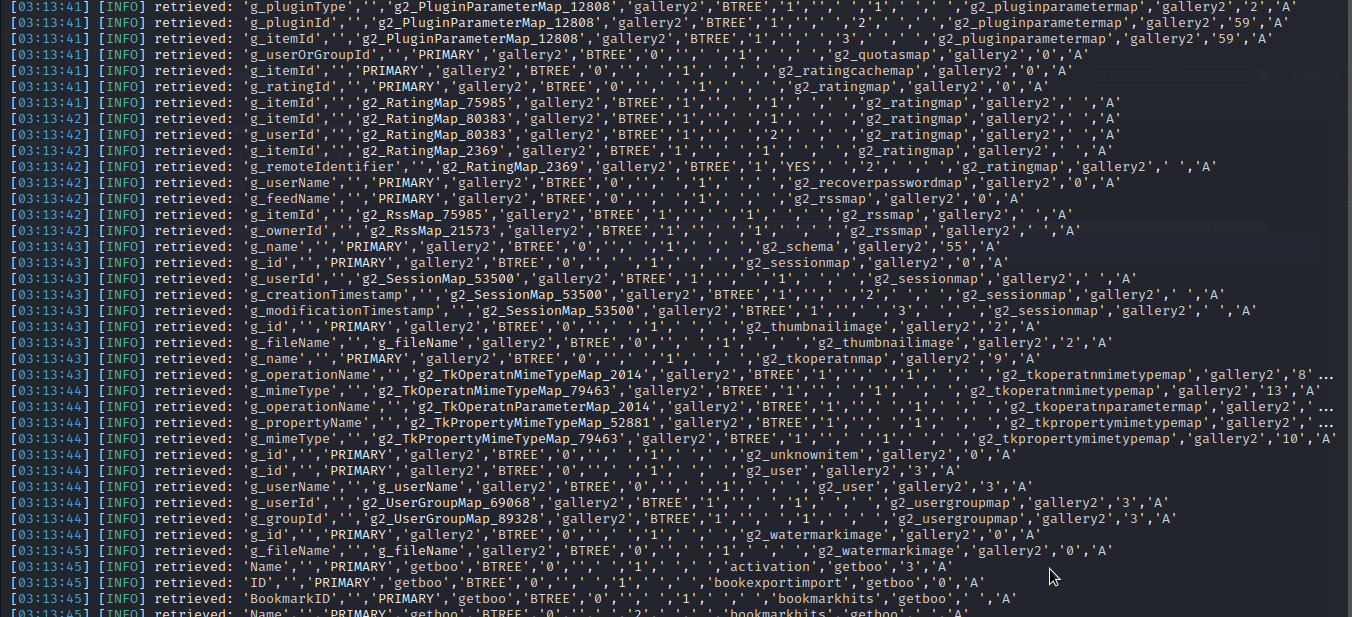 [03:13:41] [INFO] retrieved: 'g_pluginType','','g2_PluginParameterMap_12808','gallery2','BTREE','1','','',' ','1',' ',' ',' ','g2_pluginparametermap','gallery2','2','A'
[03:13:41] [INFO] retrieved: 'g_pluginId','','g2_PluginParameterMap_12808','gallery2','BTREE','1','','',' ','2',' ',' ',' ','g2_pluginparametermap','gallery2','59','A'
[03:13:41] [INFO] retrieved: 'g_itemId','','g2_PluginParameterMap_12808','gallery2','BTREE','1','','',' ','3',' ',' ',' ','g2_pluginparametermap','gallery2','59','A'
[03:13:41] [INFO] retrieved: 'g_userOrGroupId','','PRIMARY','gallery2','BTREE','0','','',' ','1',' ',' ',' ','g2_quotasmap','gallery2','0','A'
[03:13:41] [INFO] retrieved: 'g_itemId','','PRIMARY','gallery2','BTREE','0','','',' ','1',' ',' ',' ','g2_ratingcachemap','gallery2','0','A'
[03:13:41] [INFO] retrieved: 'g_ratingId','','PRIMARY','gallery2','BTREE','0','','',' ','1',' ',' ',' ','g2_ratingmap','gallery2','0','A'
[03:13:41] [INFO] retrieved: 'g_itemId','','g2_RatingMap_75985','gallery2','BTREE','1','','',' ','1',' ',' ',' ','g2_ratingmap','gallery2',' ','A'
[03:13:42] [INFO] retrieved: 'g_itemId','','g2_RatingMap_80383','gallery2','BTREE','1','','',' ','1',' ',' ',' ','g2_ratingmap','gallery2',' ','A'
[03:13:42] [INFO] retrieved: 'g_userId','','g2_RatingMap_80383','gallery2','BTREE','1','','',' ','2',' ',' ',' ','g2_ratingmap','gallery2',' ','A'
[03:13:42] [INFO] retrieved: 'g_itemId','','g2_RatingMap_2369','gallery2','BTREE','1','','',' ','1',' ',' ',' ','g2_ratingmap','gallery2',' ','A'
[03:13:42] [INFO] retrieved: 'g_remoteIdentifier','','g2_RatingMap_2369','gallery2','BTREE','1','YES',' ','2',' ',' ',' ','g2_ratingmap','gallery2',' ','A'
[03:13:42] [INFO] retrieved: 'g_userName','','PRIMARY','gallery2','BTREE','0','','',' ','1',' ',' ',' ','g2_recoverpasswordmap','gallery2','0','A'
[03:13:42] [INFO] retrieved: 'g_feedName','','PRIMARY','gallery2','BTREE','0','','',' ','1',' ',' ',' ','g2_rssmap','gallery2','0','A'
[03:13:42] [INFO] retrieved: 'g_itemId','','g2_RssMap_75985','gallery2','BTREE','1','','',' ','1',' ',' ',' ','g2_rssmap','gallery2',' ','A'
[03:13:42] [INFO] retrieved: 'g_ownerId','','g2_RssMap_21573','gallery2','BTREE','1','','',' ','1',' ',' ',' ','g2_rssmap','gallery2',' ','A'
[03:13:43] [INFO] retrieved: 'g_name','','PRIMARY','gallery2','BTREE','0','','',' ','1',' ',' ',' ','g2_schema','gallery2','55','A'
[03:13:43] [INFO] retrieved: 'g_id','','PRIMARY','gallery2','BTREE','0','','',' ','1',' ',' ',' ','g2_sessionmap','gallery2','0','A'
[03:13:43] [INFO] retrieved: 'g_userId','','g2_SessionMap_53500','gallery2','BTREE','1','','',' ','1',' ',' ',' ','g2_sessionmap','gallery2',' ','A'
[03:13:43] [INFO] retrieved: 'g_creationTimestamp','','g2_SessionMap_53500','gallery2','BTREE','1','','',' ','2',' ',' ',' ','g2_sessionmap','gallery2',' ','A'
[03:13:43] [INFO] retrieved: 'g_modificationTimestamp','','g2_SessionMap_53500','gallery2','BTREE','1','','',' ','3',' ',' ',' ','g2_sessionmap','gallery2',' ','A'
[03:13:43] [INFO] retrieved: 'g_id','','PRIMARY','gallery2','BTREE','0','','',' ','1',' ',' ',' ','g2_thumbnailimage','gallery2','2','A'
[03:13:43] [INFO] retrieved: 'g_fileName','','g_fileName','gallery2','BTREE','0','','',' ','1',' ',' ',' ','g2_thumbnailimage','gallery2','2','A'
[03:13:43] [INFO] retrieved: 'g_name','','PRIMARY','gallery2','BTREE','0','','',' ','1',' ',' ',' ','g2_tkoperatnmap','gallery2','9','A'
[03:13:43] [INFO] retrieved: 'g_operationName','','g2_TkOperatnMimeTypeMap_2014','gallery2','BTREE','1','','',' ','1',' ',' ',' ','g2_tkoperatnmimetypemap','gallery2','8' ...
[03:13:44] [INFO] retrieved: 'g_mimeType','','g2_TkOperatnMimeTypeMap_79463','gallery2','BTREE','1','','',' ','1',' ',' ',' ','g2_tkoperatnmimetypemap','gallery2','13','A'
[03:13:44] [INFO] retrieved: 'g_operationName','','g2_TkOperatnParameterMap_2014','gallery2','BTREE','1','','',' ','1',' ',' ',' ','g2_tkoperatnparametermap','gallery2',' ...
[03:13:44] [INFO] retrieved: 'g_propertyName','','g2_TkPropertyMimeTypeMap_52881','gallery2','BTREE','1','','',' ','1',' ',' ',' ','g2_tkpropertymimetypemap','gallery2',' ...
[03:13:44] [INFO] retrieved: 'g_mimeType','','g2_TkPropertyMimeTypeMap_79463','gallery2','BTREE','1','','',' ','1',' ',' ',' ','g2_tkpropertymimetypemap','gallery2','10','A'
[03:13:44] [INFO] retrieved: 'g_id','','PRIMARY','gallery2','BTREE','0','','',' ','1',' ',' ',' ','g2_unknownitem','gallery2','0','A'
[03:13:44] [INFO] retrieved: 'g_id','','PRIMARY','gallery2','BTREE','0','','',' ','1',' ',' ',' ','g2_user','gallery2','3','A'
[03:13:44] [INFO] retrieved: 'g_userName','','g_userName','gallery2','BTREE','0','','',' ','1',' ',' ',' ','g2_user','gallery2','3','A'
[03:13:44] [INFO] retrieved: 'g_userId','','g2_UserGroupMap_69068','gallery2','BTREE','1','','',' ','1',' ',' ',' ','g2_usergroupmap','gallery2','3','A'
[03:13:44] [INFO] retrieved: 'g_groupId','','g2_UserGroupMap_89328','gallery2','BTREE','1','','',' ','1',' ',' ',' ','g2_usergroupmap','gallery2','3','A'
[03:13:44] [INFO] retrieved: 'g_id','','PRIMARY','gallery2','BTREE','0','','',' ','1',' ',' ',' ','g2_watermarkimage','gallery2','0','A'
[03:13:45] [INFO] retrieved: 'g_fileName','','g_fileName','gallery2','BTREE','0','','',' ','1',' ',' ',' ','g2_watermarkimage','gallery2','0','A'
[03:13:45] [INFO] retrieved: 'Name','','PRIMARY','getboo','BTREE','0','','',' ','1',' ',' ',' ','activation','getboo','3','A'
[03:13:45] [INFO] retrieved: 'ID','','PRIMARY','getboo','BTREE','0','','',' ','1',' ',' ',' ','bookexportimport','getboo','0','A'
[03:13:45] [INFO] retrieved: 'BookmarkID','','PRIMARY','getboo','BTREE','0','','',' ','1',' ',' ',' ','bookmarkhits','getboo',' ','A'
[03:13:45] [INFO] retrieved: 'Name','','PRIMARY','getboo','BTREE','0','','',' ','2',' ',' ',' ','bookmarkhits','getboo',' ','A'